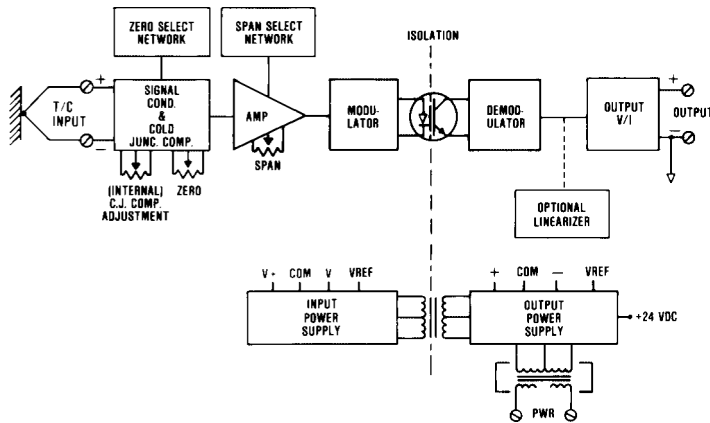 ZERO SELECT
NETWORK
SPAN SELECT
NETWORK
ISOLATION
T/C
INPUT
+
−
SIGNAL
COND.
&
COLD
JUNC. COMP.
AMP
MODU-
LATOR
DEMOD-
ULATOR
OUTPUT
V/I
+
OUTPUT
−
SPAN
(INTERNAL)
C.J. COMP.
ADJUSTMENT
ZERO
OPTIONAL
LINEARIZER
V+ COM V VREF
+ COM − VREF
INPUT
POWER
SUPPLY
OUTPUT
POWER
SUPPLY
+24 VDC
PWR